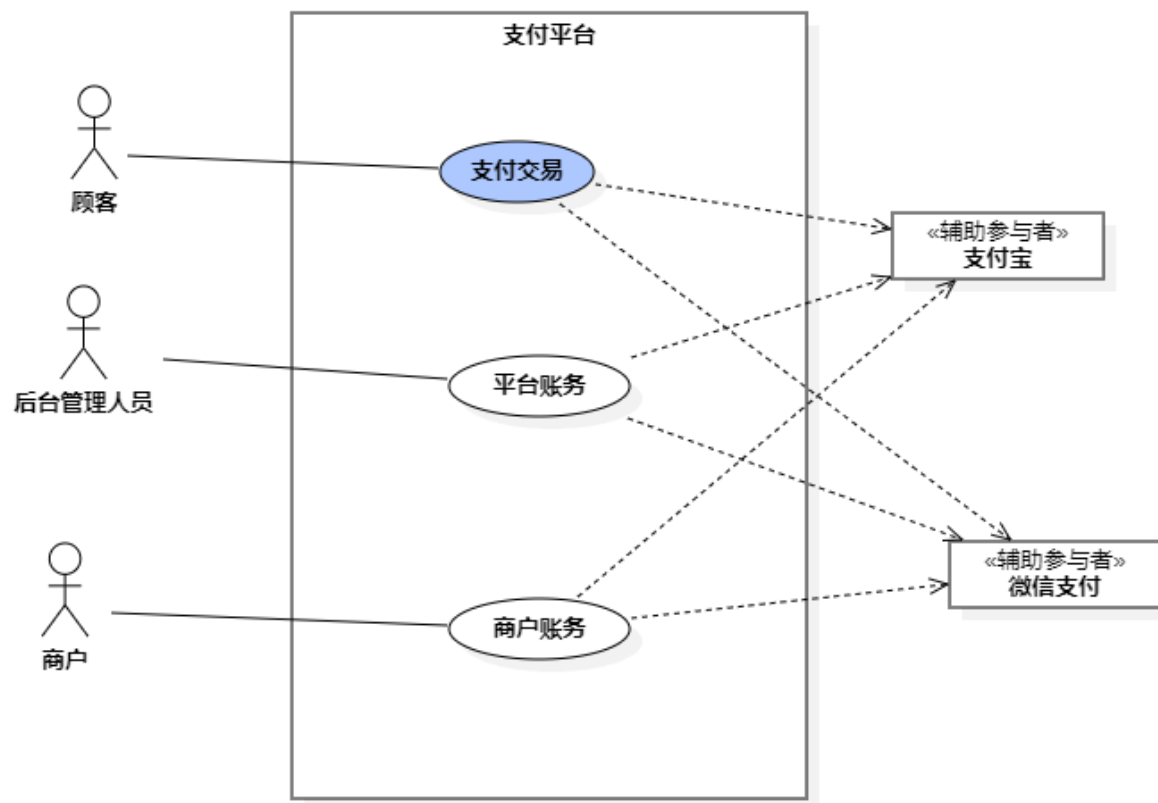 支付平台
顾客
支付交易
«辅助参与者»
支付宝
后台管理人员
平台账务
«辅助参与者»
微信支付
商户账务
商户